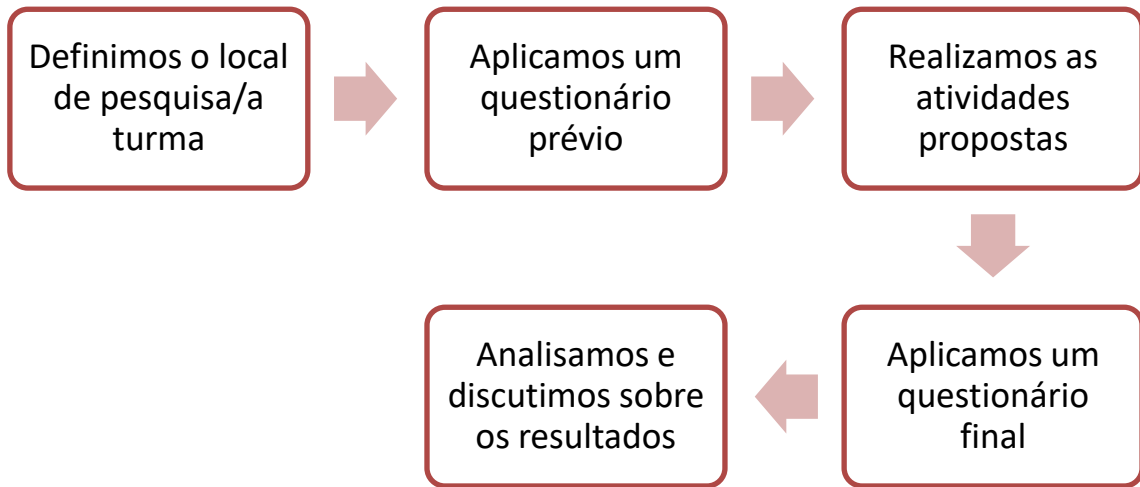 Definimos o local
de pesquisa/a
turma
Aplicamos um
questionário
prévio
Realizamos as
atividades
propostas
Aplicamos um
questionário
final
Analisamos e
discutimos sobre
os resultados